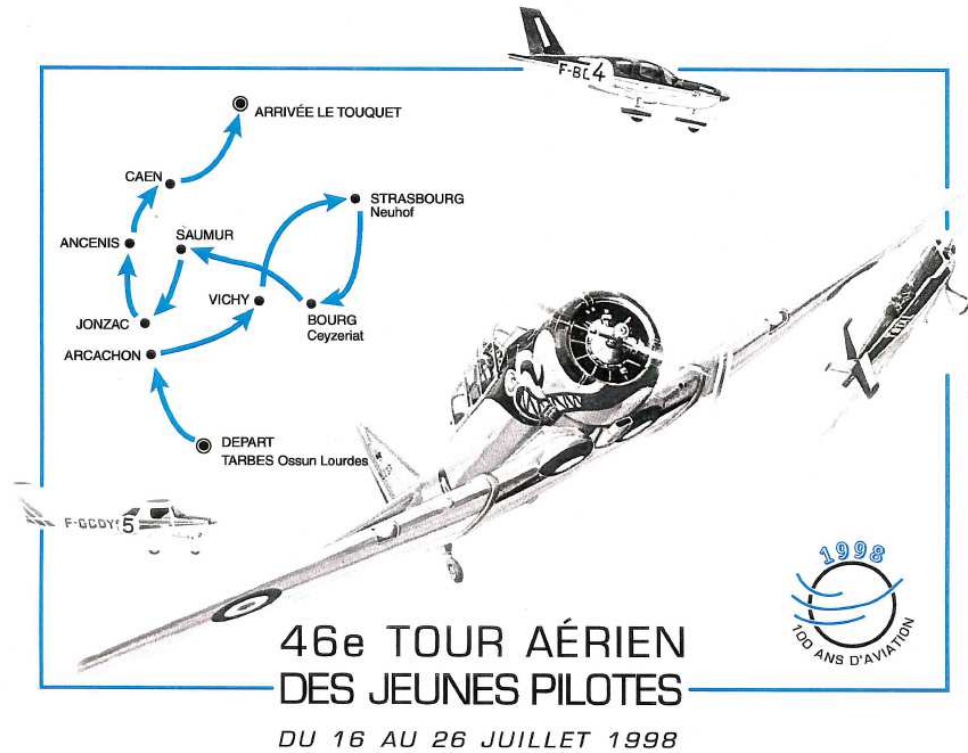 F-BC4
ARRIVÉE LE TOUQUET
CAEN
STRASBOURG
Neuhof
ANCENIS
SAUMUR
VICHY
BOURG
Ceyzeriat
JONZAC
ARCACHON
DEPART
TARBES Ossun Lourdes
F-GCDY 5
1998
100 ANS D'AVIATION
46e TOUR AÉRIEN
DES JEUNES PILOTES
DU 16 AU 26 JUILLET 1998